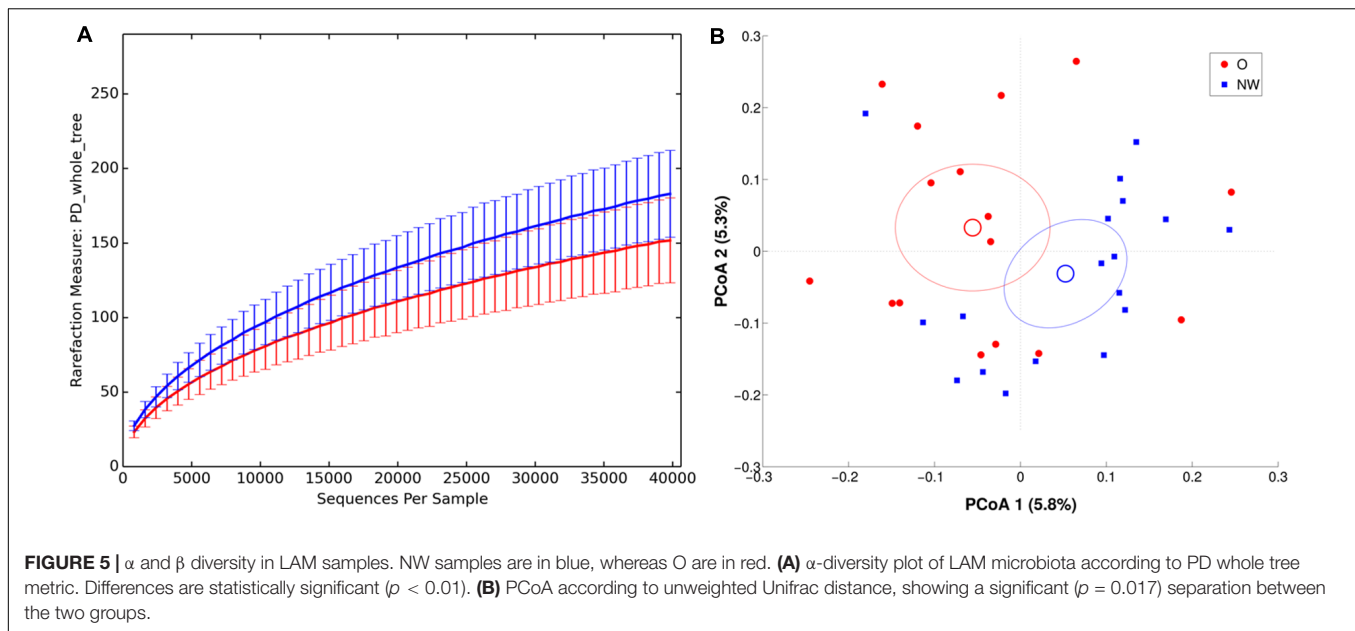 A
Rarefaction Measure: PD_whole_tree
250
200
150
100
50
0
0 5000 10000 15000 20000 25000 30000 35000 40000
Sequences Per Sample
B
O
NW
PCoA 2 (5.3%)
0.3
0.2
0.1
0
−0.1
−0.2
−0.3
−0.3 −0.2 −0.1 0 0.1 0.2 0.3
PCoA 1 (5.8%)
FIGURE 5 | α and β diversity in LAM samples. NW samples are in blue, whereas O are in red. (A) α-diversity plot of LAM microbiota according to PD whole tree
metric. Differences are statistically significant (p < 0.01). (B) PCoA according to unweighted Unifrac distance, showing a significant (p = 0.017) separation between
the two groups.